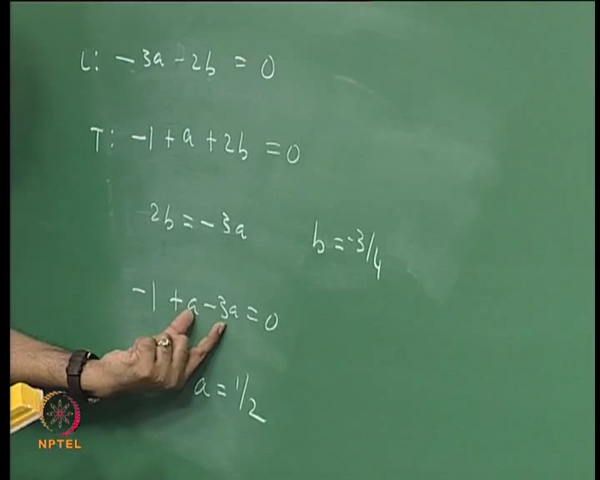 L: -3a - 2b = 0
T: -1 + a + 2b = 0
2b = -3a
b = -3/4
-1 + a - 3a = 0
a = 1/2
NPTEL